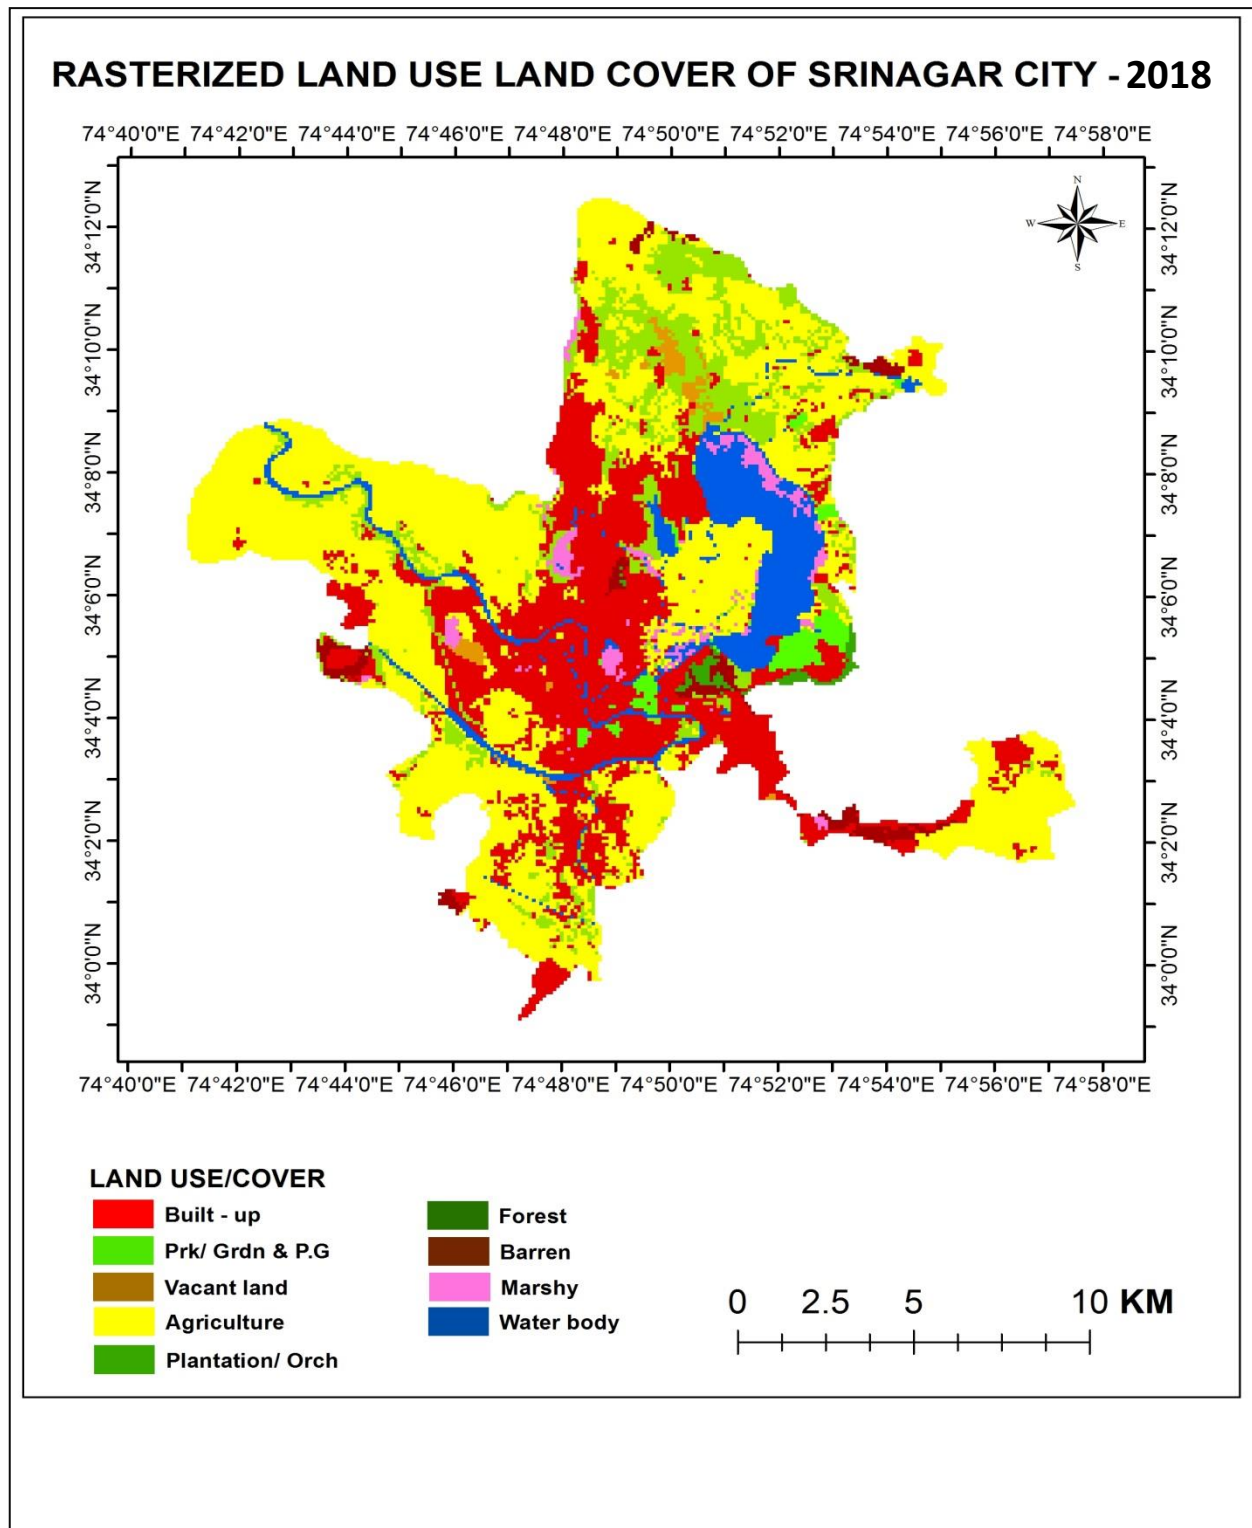 RASTERIZED LAND USE LAND COVER OF SRINAGAR CITY - 2018
74°40'0"E 74°42'0"E 74°44'0"E 74°46'0"E 74°48'0"E 74°50'0"E 74°52'0"E 74°54'0"E 74°56'0"E 74°58'0"E
N
W E
S
34°12'0"N 34°12'0"N
34°10'0"N 34°10'0"N
34°8'0"N 34°8'0"N
34°6'0"N 34°6'0"N
34°4'0"N 34°4'0"N
34°2'0"N 34°2'0"N
34°0'0"N 34°0'0"N
74°40'0"E 74°42'0"E 74°44'0"E 74°46'0"E 74°48'0"E 74°50'0"E 74°52'0"E 74°54'0"E 74°56'0"E 74°58'0"E
LAND USE/COVER
Built - up
Prk/ Grdn & P.G
Vacant land
Agriculture
Plantation/ Orch
Forest
Barren
Marshy
Water body
0 2.5 5 10 KM